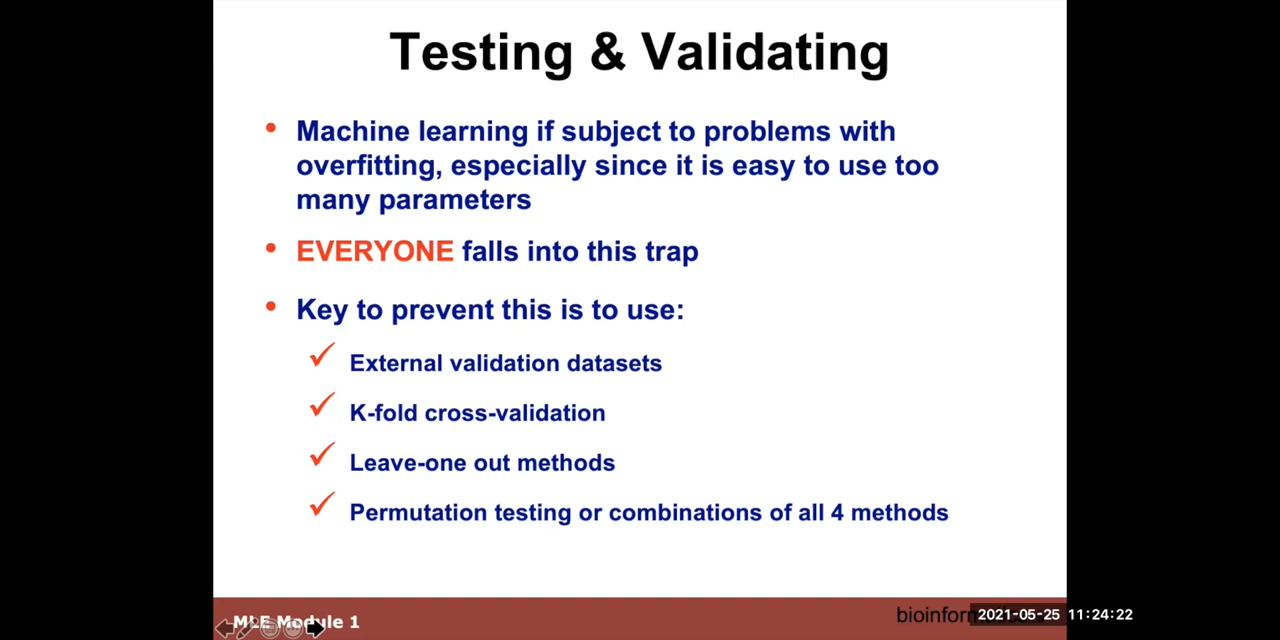 Testing & Validating
• Machine learning if subject to problems with
overfitting, especially since it is easy to use too
many parameters
• EVERYONE falls into this trap
• Key to prevent this is to use:
✓ External validation datasets
✓ K-fold cross-validation
✓ Leave-one out methods
✓ Permutation testing or combinations of all 4 methods
MLE Module 1
2021-05-25 11:24:22